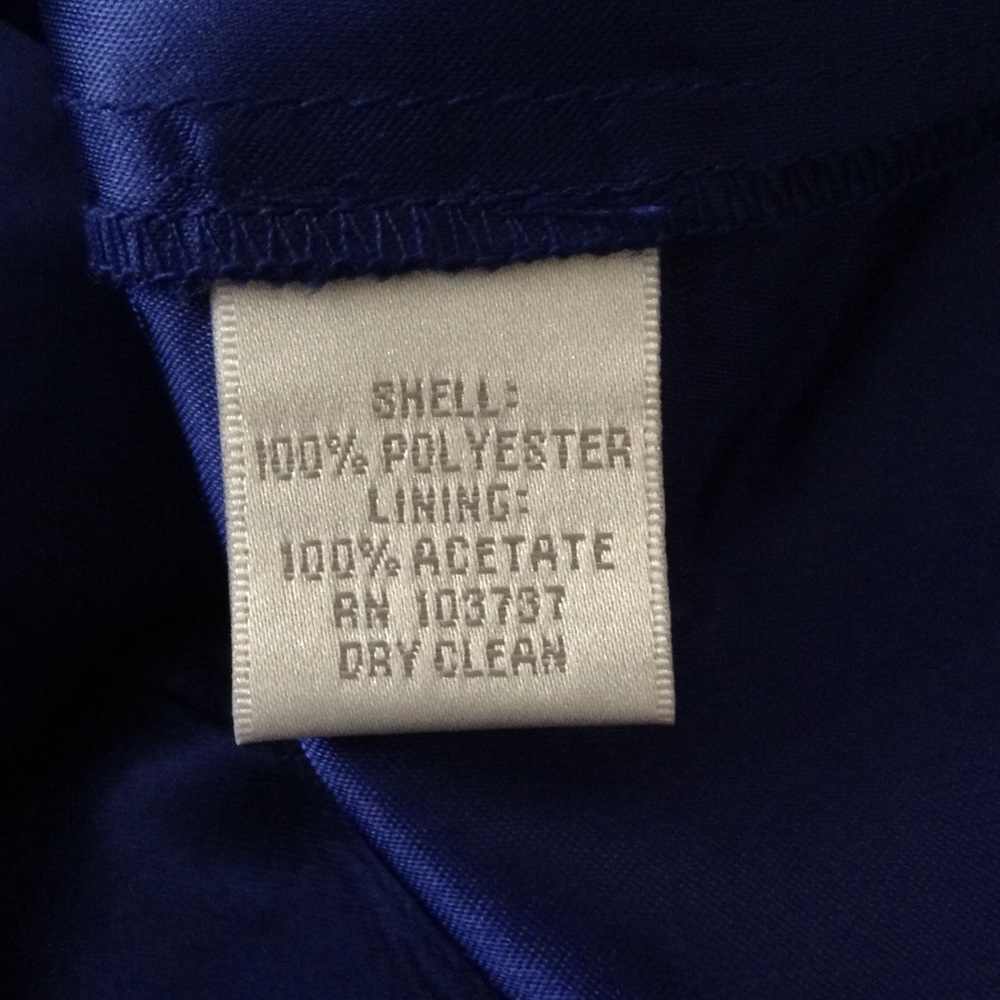 SHELL:
100% POLYESTER
LINING:
100% ACETATE
RN 103737
DRY CLEAN